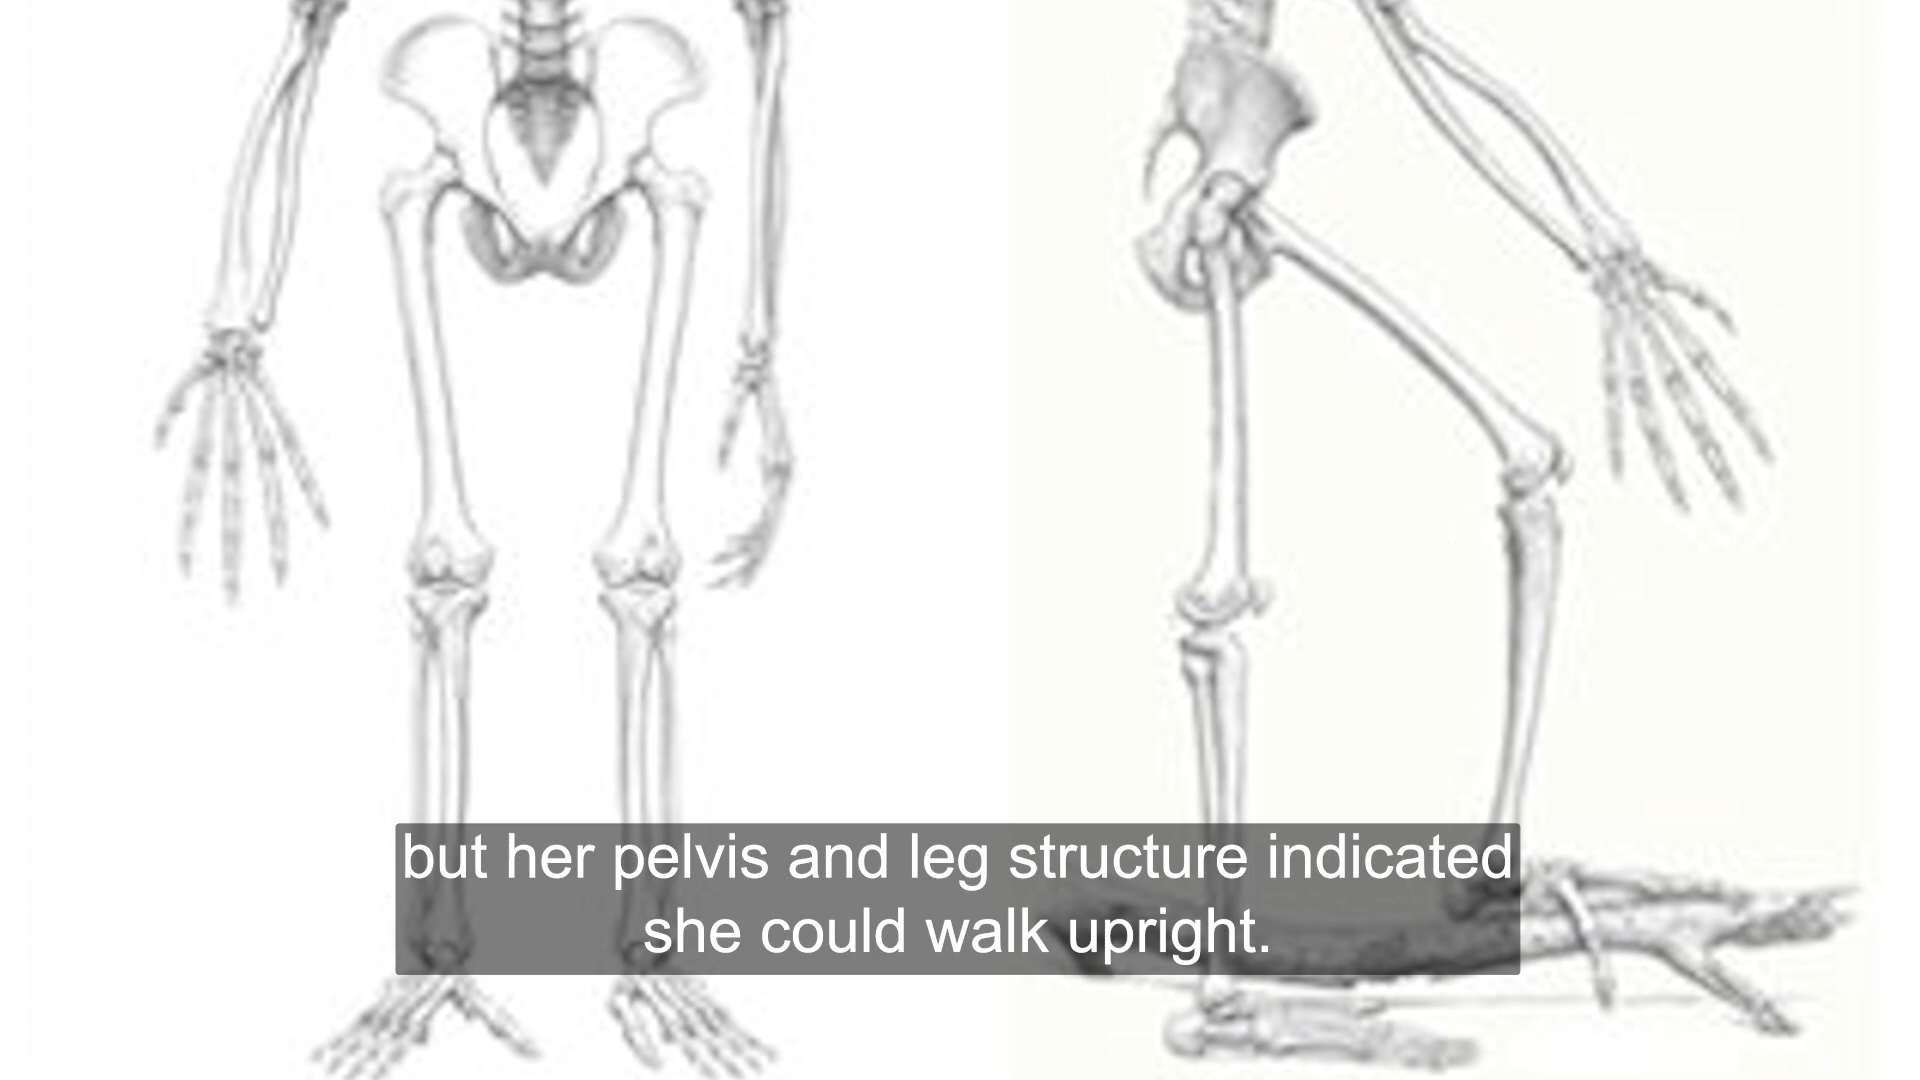 but her pelvis and leg structure indicated
she could walk upright.